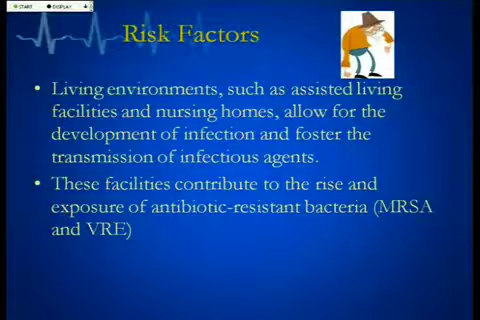 START DISPLAY
Risk Factors
• Living environments, such as assisted living
facilities and nursing homes, allow for the
development of infection and foster the
transmission of infectious agents.
• These facilities contribute to the rise and
exposure of antibiotic-resistant bacteria (MRSA
and VRE)